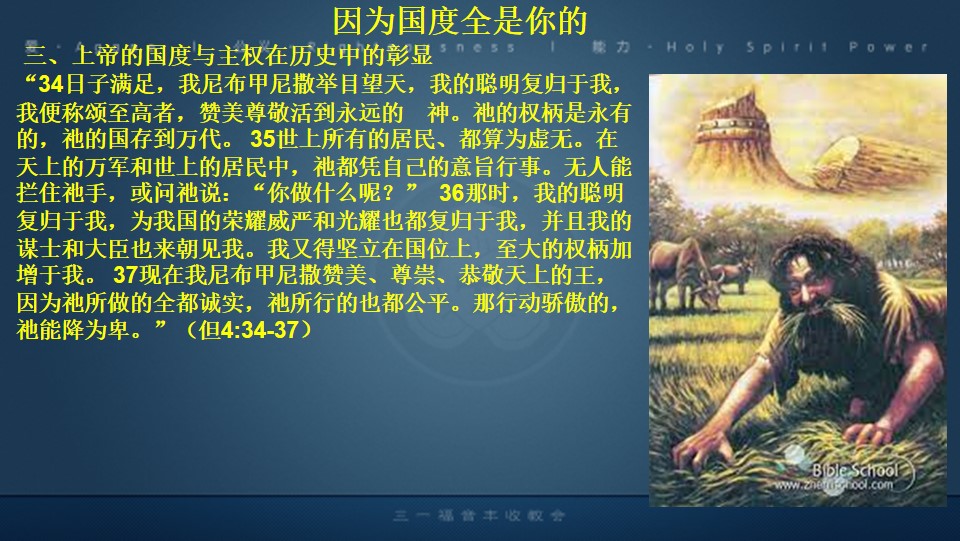 因为国度全是你的
爱·Agape | 公义·Righteousness | 能力·Holy Spirit Power
三、上帝的国度与主权在历史中的彰显
“34日子满足，我尼布甲尼撒举目望天，我的聪明复归于我，
我便称颂至高者，赞美尊敬活到永远的　神。祂的权柄是永有
的，祂的国存到万代。 35世上所有的居民、都算为虚无。在
天上的万军和世上的居民中，祂都凭自己的意旨行事。无人能
拦住祂手，或问祂说：“你做什么呢？” 36那时，我的聪明
复归于我，为我国的荣耀威严和光耀也都复归于我，并且我的
谋士和大臣也来朝见我。我又得坚立在国位上，至大的权柄加
增于我。 37现在我尼布甲尼撒赞美、尊崇、恭敬天上的王，
因为祂所做的全都诚实，祂所行的也都公平。那行动骄傲的，
祂能降为卑。”（但4:34-37）
Bible School
三一福音丰收教会